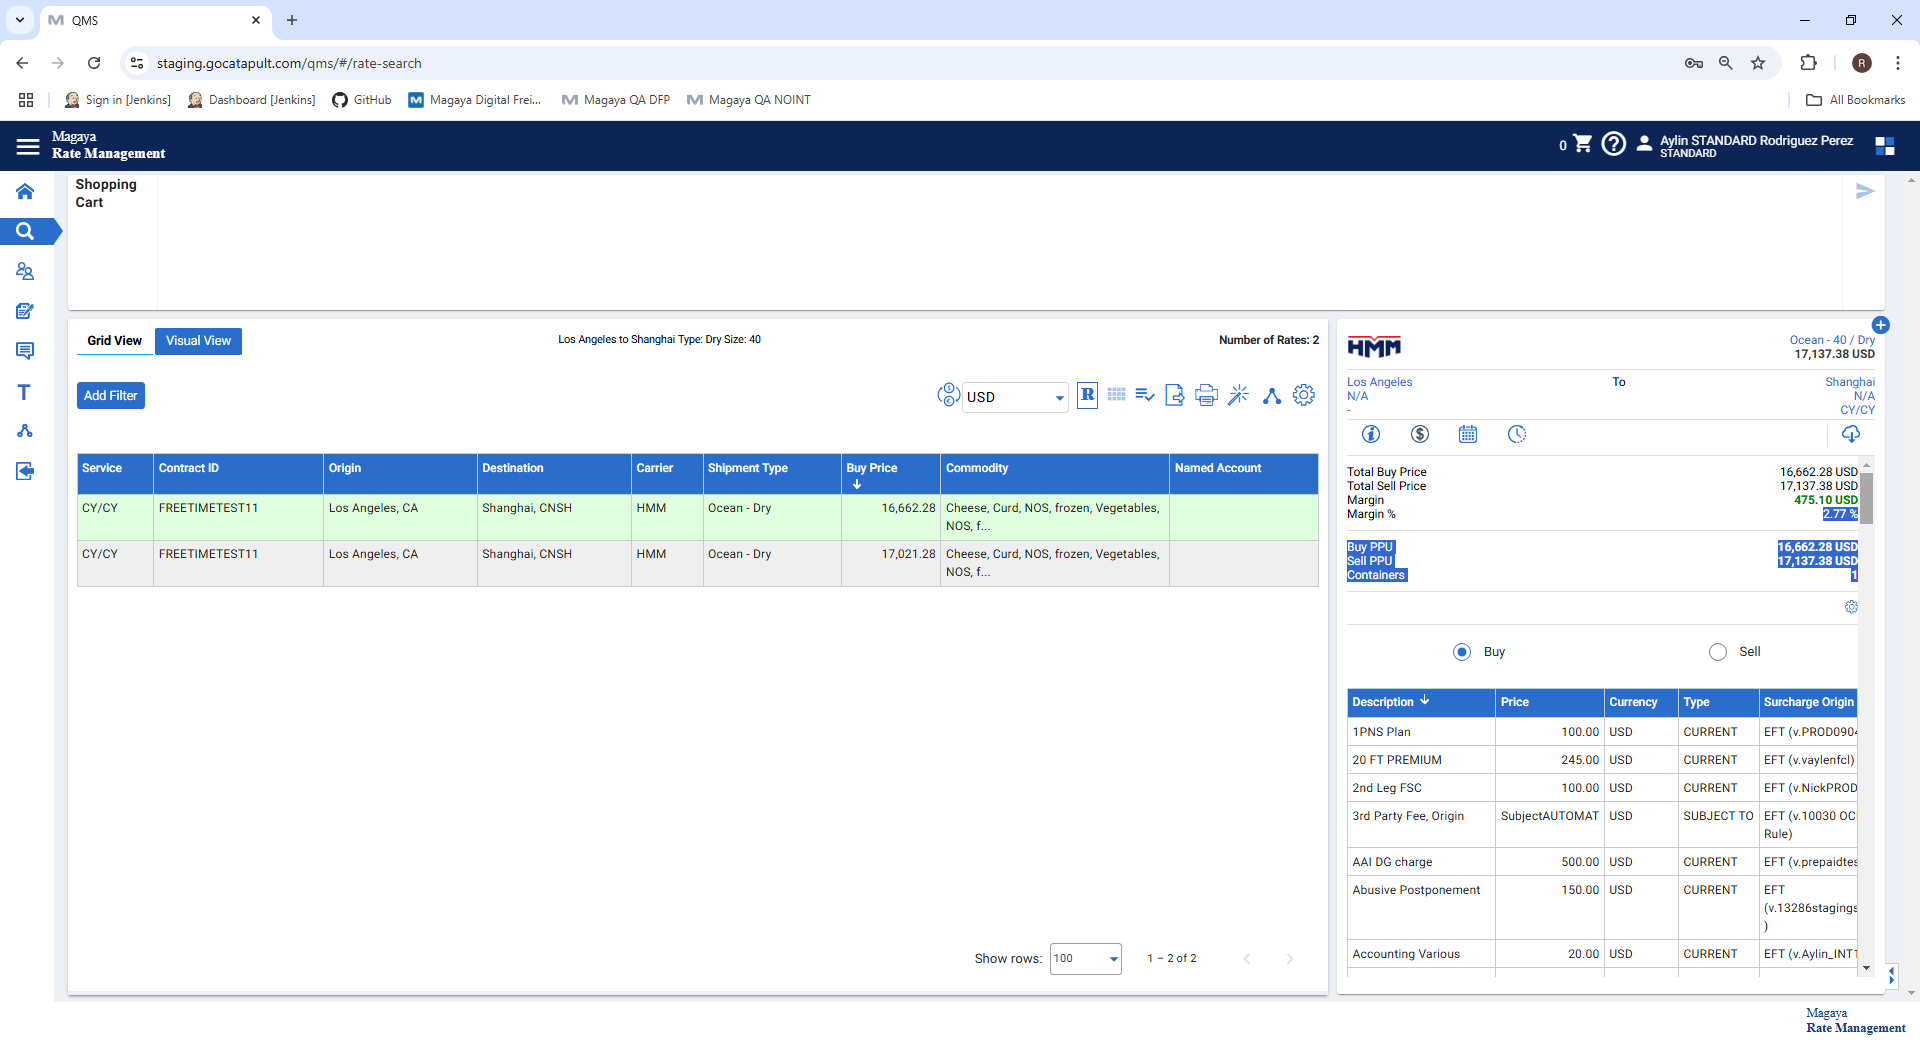 QMS
staging.gocatapult.com/qms/#/rate-search
R
Sign in [Jenkins]
Dashboard [Jenkins]
GitHub
M
Magaya Digital Frei...
Magaya QA DFP
Magaya QA NOINT
All Bookmarks
Magaya
Rate Management
0
Aylin STANDARD Rodriguez Perez
STANDARD
Shopping
Cart
T
Grid View
Visual View
Los Angeles to Shanghai Type: Dry Size: 40
Number of Rates: 2
Add Filter
USD
R
Service
Contract ID
Origin
Destination
Carrier
Shipment Type
Buy Price
Commodity
Named Account
CY/CY
FREETIMETEST11
Los Angeles, CA
Shanghai, CNSH
HMM
Ocean - Dry
16,662.28
Cheese, Curd, NOS, frozen, Vegetables,
NOS, f...
CY/CY
FREETIMETEST11
Los Angeles, CA
Shanghai, CNSH
HMM
Ocean - Dry
17,021.28
Cheese, Curd, NOS, frozen, Vegetables,
NOS, f...
Show rows:
100
1 – 2 of 2
HMM
Ocean - 40 / Dry
17,137.38 USD
Los Angeles
To
Shanghai
N/A
N/A
-
CY/CY
Total Buy Price
16,662.28 USD
Total Sell Price
17,137.38 USD
Margin
475.10 USD
Margin %
2.77 %
Buy PPU
16,662.28 USD
Sell PPU
17,137.38 USD
Containers
1
Buy
Sell
Description
Price
Currency
Type
Surcharge Origin
1PNS Plan
100.00
USD
CURRENT
EFT (v.PROD0904
20 FT PREMIUM
245.00
USD
CURRENT
EFT (v.vaylenfcl)
2nd Leg FSC
100.00
USD
CURRENT
EFT (v.NickPROD
3rd Party Fee, Origin
SubjectAUTOMAT
USD
SUBJECT TO
EFT (v.10030 OC
Rule)
AAI DG charge
500.00
USD
CURRENT
EFT (v.prepaidtes
Abusive Postponement
150.00
USD
CURRENT
EFT
(v.13286stagings
)
Accounting Various
20.00
USD
CURRENT
EFT (v.Aylin_INT1
Magaya
Rate Management